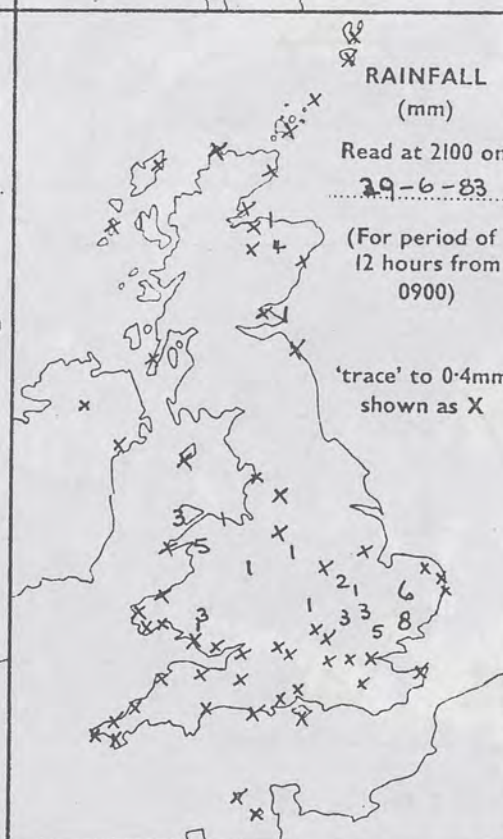 RAINFALL
(mm)
Read at 2100 on
29-6-83
(For period of
12 hours from
0900)
'trace' to 0·4mm
shown as X
4
3
5
1 1
2
1
6
1 3 3
8
3
5